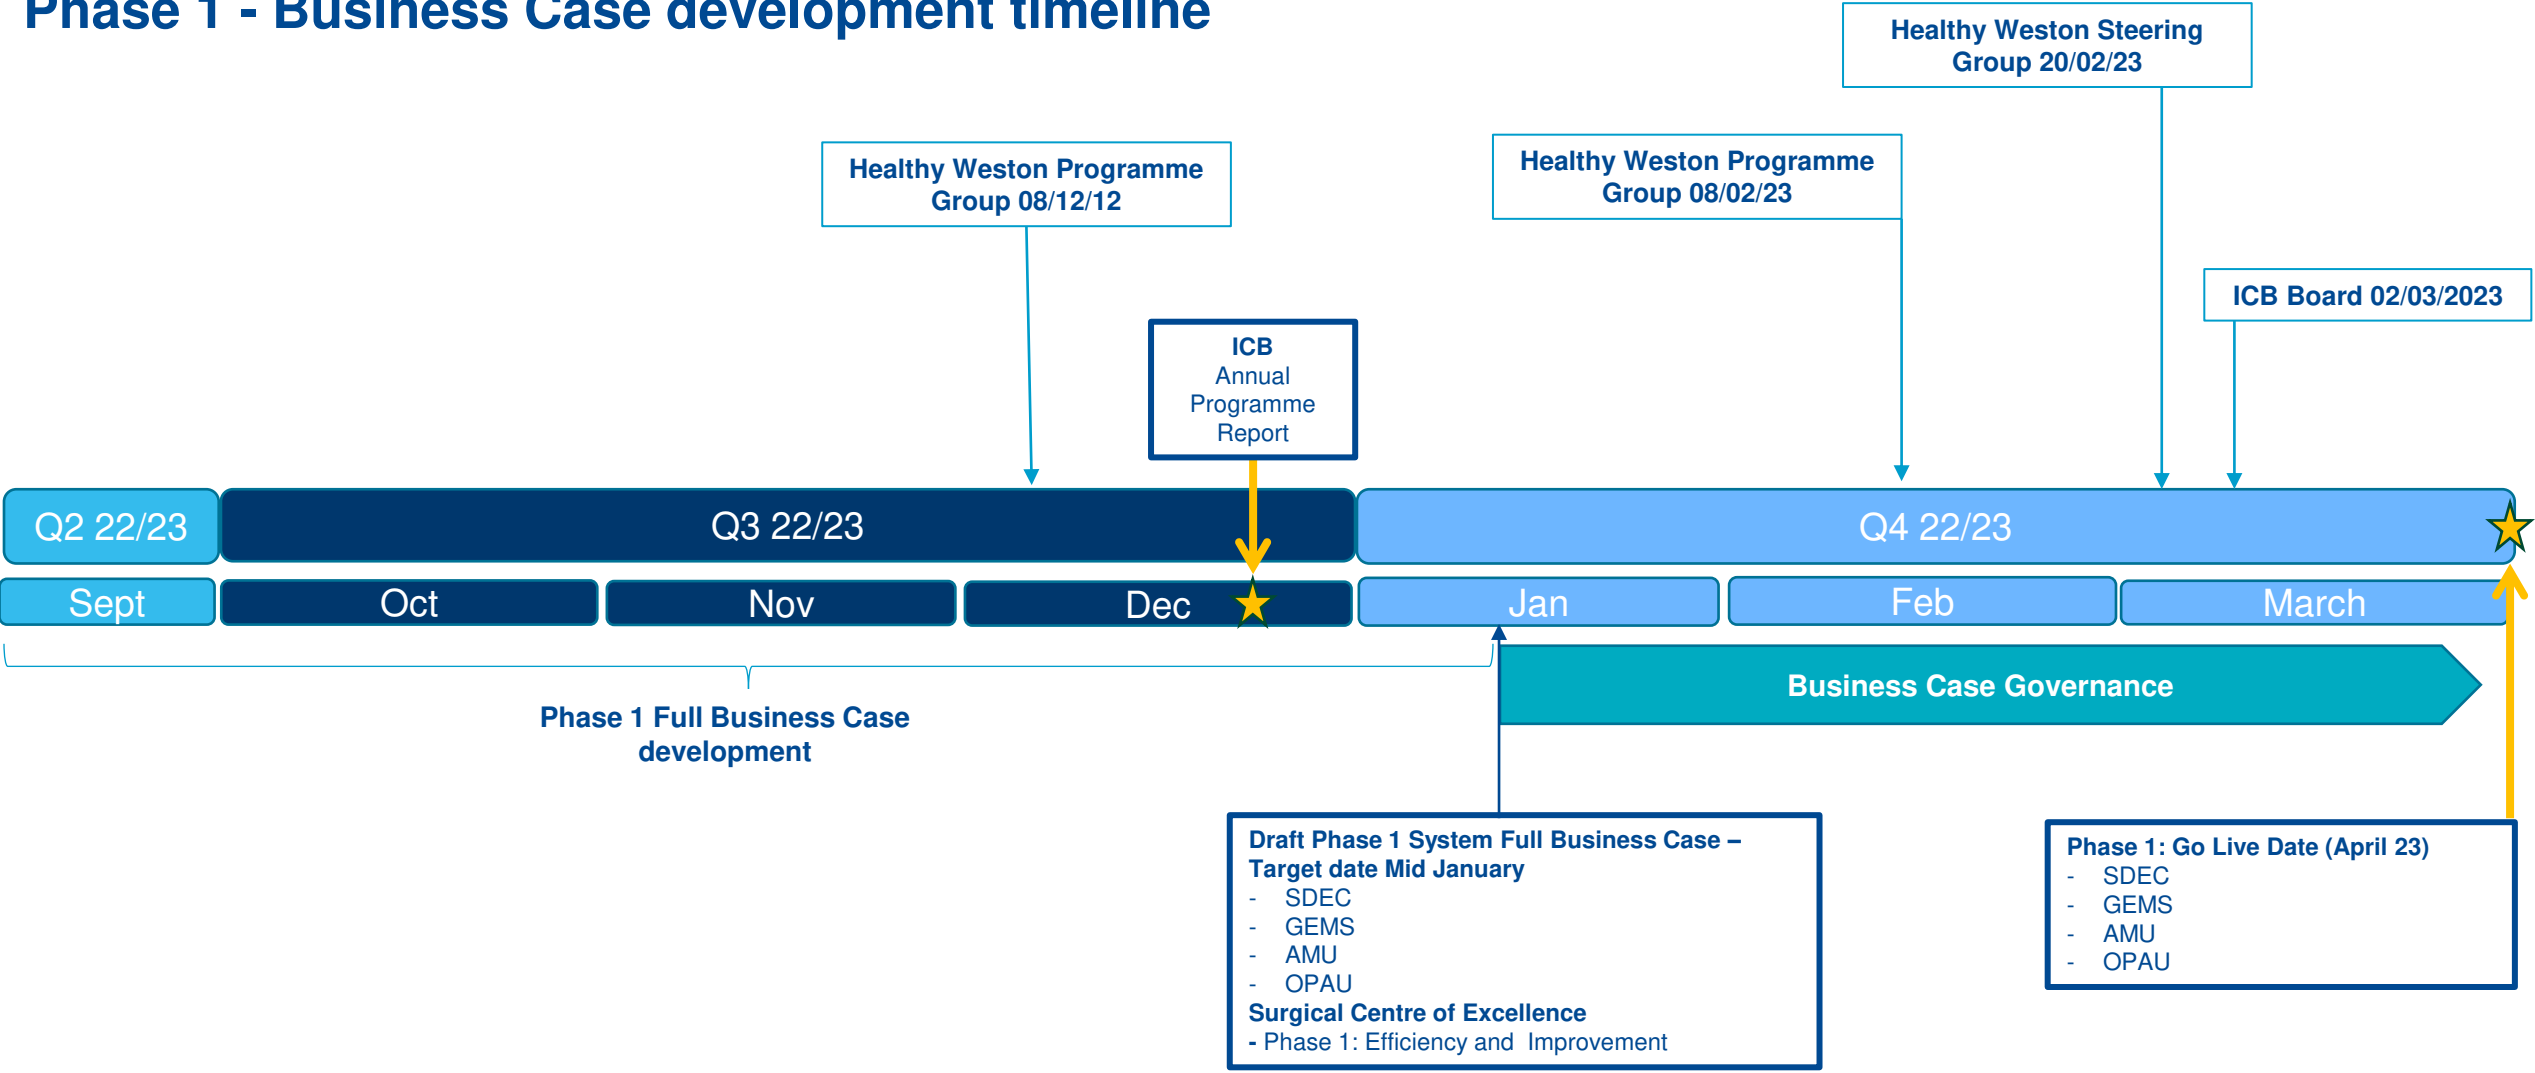 Phase 1 - Business Case development timeline
Healthy Weston Steering
Group 20/02/23
Healthy Weston Programme
Group 08/12/12
Healthy Weston Programme
Group 08/02/23
ICB Board 02/03/2023
ICB
Annual
Programme
Report
Q2 22/23
Q3 22/23
Q4 22/23
Sept
Oct
Nov
Dec
Jan
Feb
March
Business Case Governance
Phase 1 Full Business Case
development
Draft Phase 1 System Full Business Case –
Target date Mid January
- SDEC
- GEMS
- AMU
- OPAU
Surgical Centre of Excellence
- Phase 1: Efficiency and Improvement
Phase 1: Go Live Date (April 23)
- SDEC
- GEMS
- AMU
- OPAU